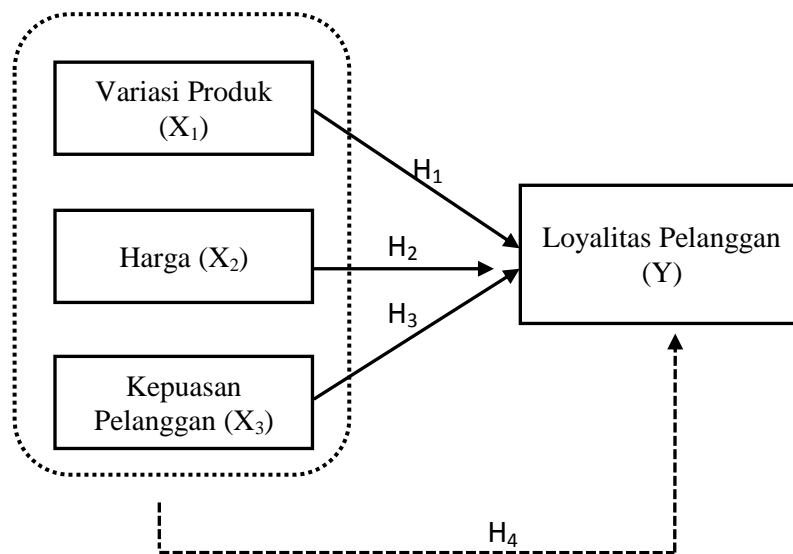 Variasi Produk
(X₁)
H₁
Harga (X₂)
H₂
Loyalitas Pelanggan
(Y)
H₃
Kepuasan
Pelanggan (X₃)
H₄